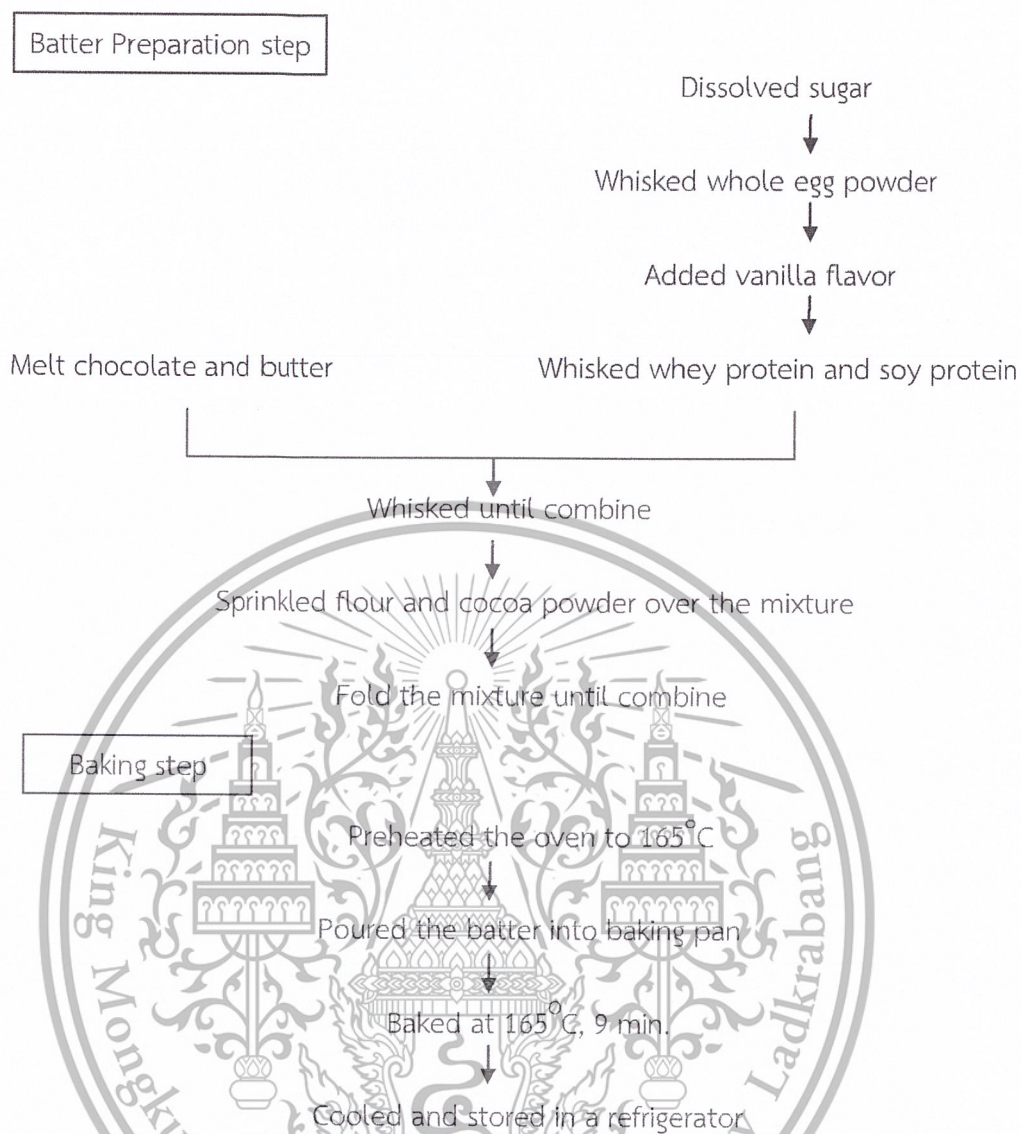 Batter Preparation step
Dissolved sugar
Whisked whole egg powder
Added vanilla flavor
Melt chocolate and butter
Whisked whey protein and soy protein
Whisked until combine
Sprinkled flour and cocoa powder over the mixture
Fold the mixture until combine
Baking step
Preheated the oven to 165°C
Poured the batter into baking pan
Baked at 165°C, 9 min.
Cooled and stored in a refrigerator
King Mongku
Ladkrabang